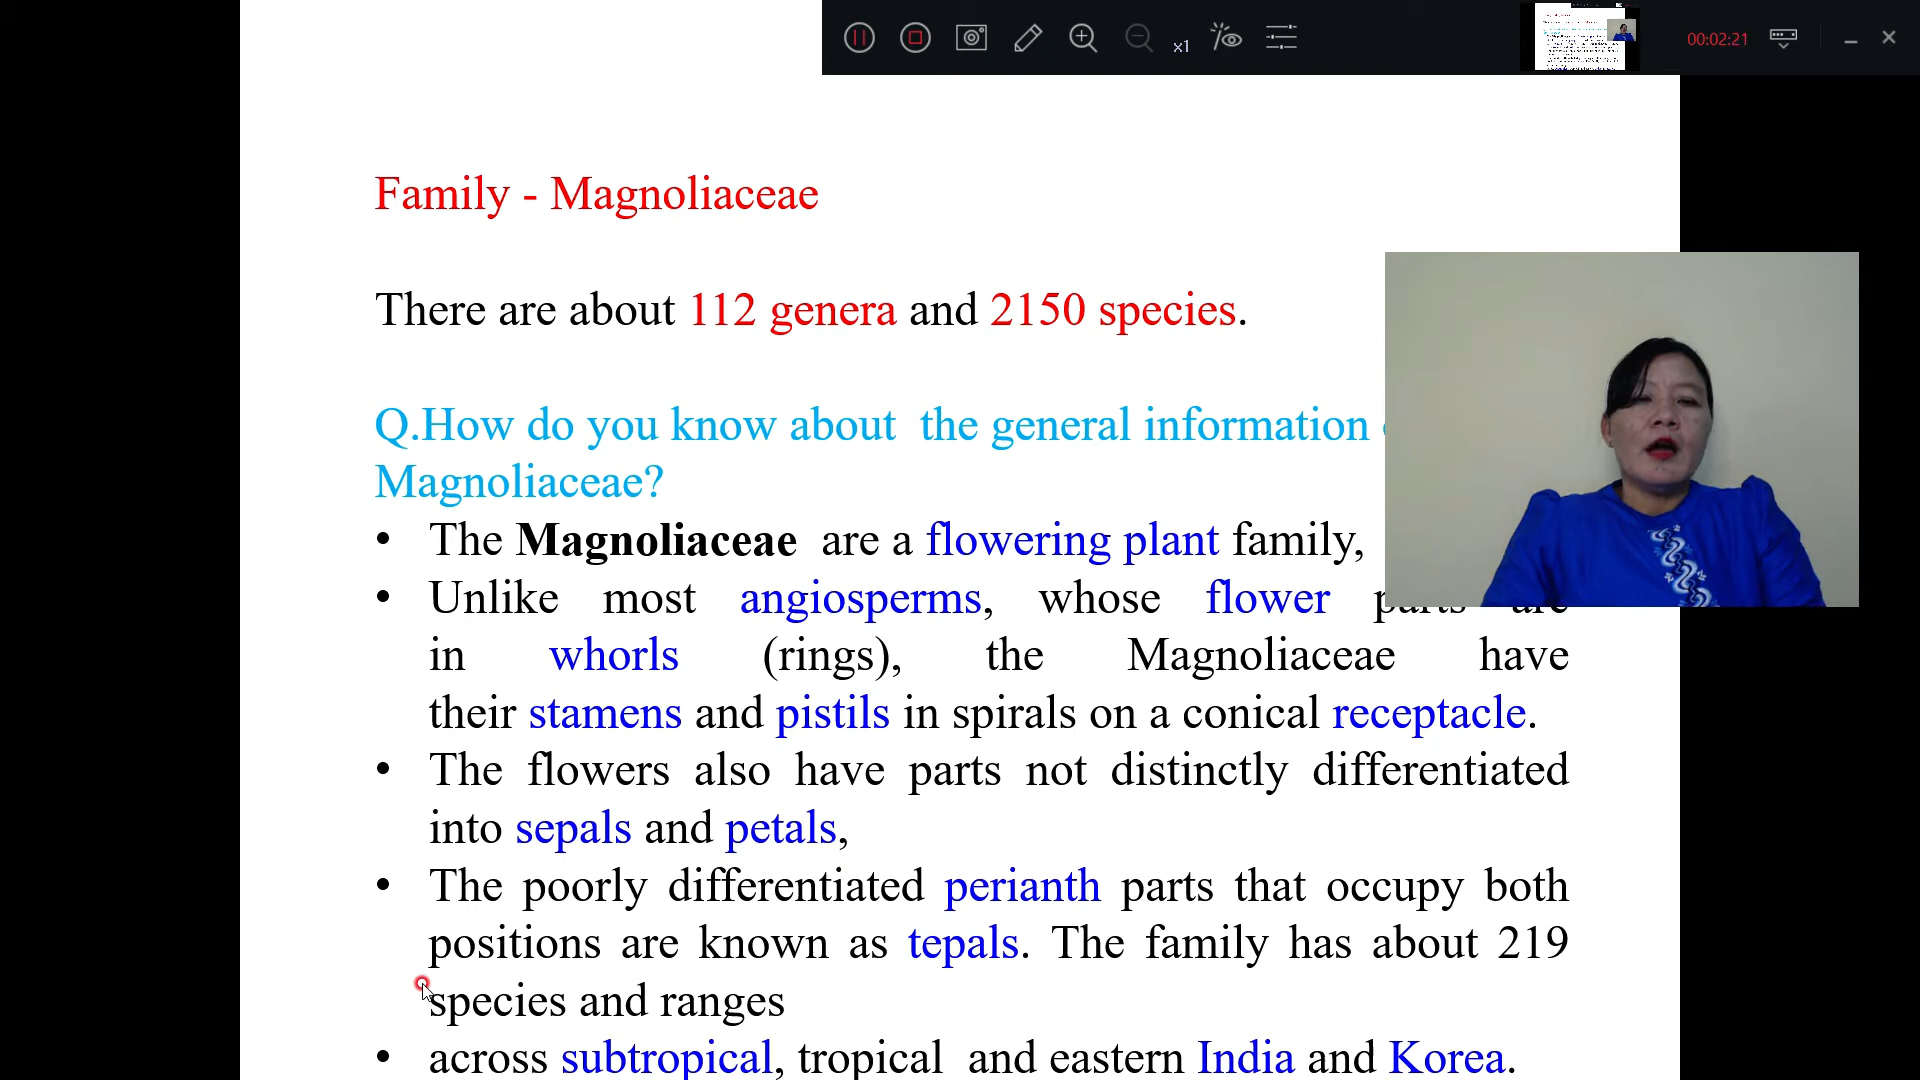 x1
00:02:21
Family - Magnoliaceae
There are about 112 genera and 2150 species.
Q.How do you know about the general information
Magnoliaceae?
• The Magnoliaceae are a flowering plant family,
• Unlike most angiosperms, whose flower parts are
in whorls (rings), the Magnoliaceae have
their stamens and pistils in spirals on a conical receptacle.
• The flowers also have parts not distinctly differentiated
into sepals and petals,
• The poorly differentiated perianth parts that occupy both
positions are known as tepals. The family has about 219
species and ranges
• across subtropical, tropical and eastern India and Korea.